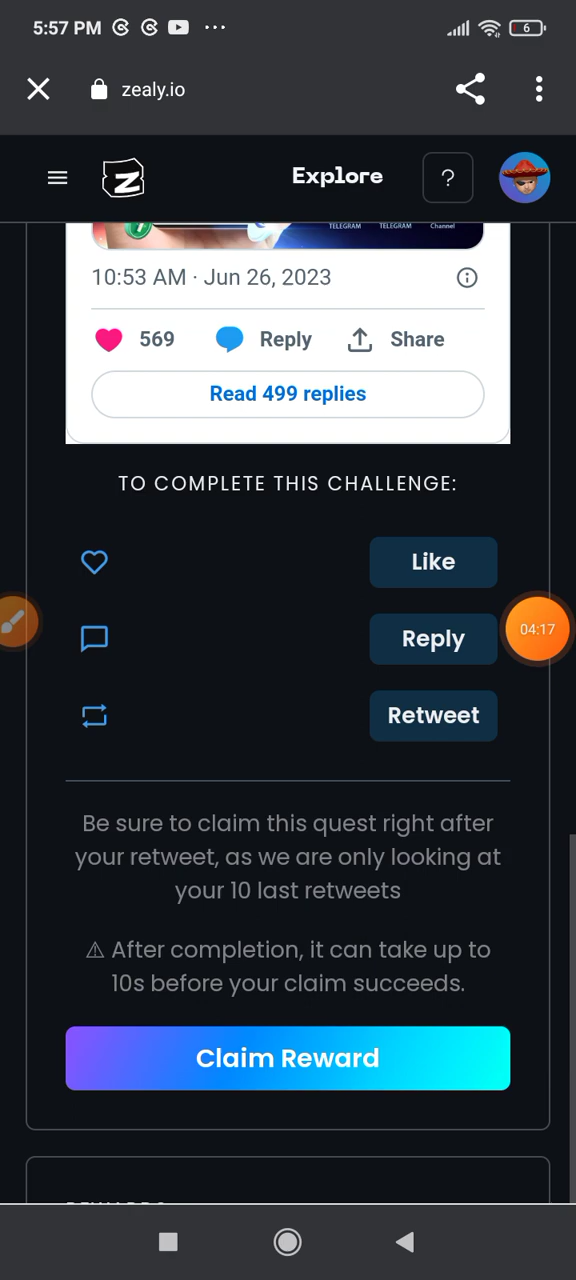 5:57 PM
6
zealy.io
Z
Explore
?
TELEGRAM TELEGRAM Channel
10:53 AM · Jun 26, 2023
569 Reply Share
Read 499 replies
TO COMPLETE THIS CHALLENGE:
Like
04:17
Reply
Retweet
Be sure to claim this quest right after
your retweet, as we are only looking at
your 10 last retweets
⚠ After completion, it can take up to
10s before your claim succeeds.
Claim Reward
REWARDS